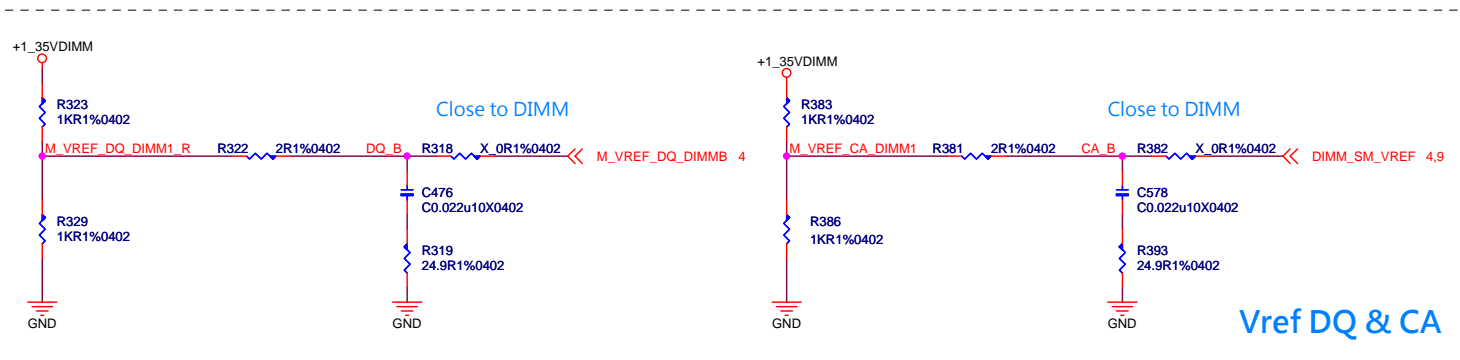 +1_35VDIMM
R323
1KR1%0402
Close to DIMM
M_VREF_DQ_DIMM1_R
R322
2R1%0402
DQ_B
R318
X_0R1%0402
M_VREF_DQ_DIMMB 4
C476
C0.022u10X0402
R329
1KR1%0402
R319
24.9R1%0402
GND
GND
+1_35VDIMM
R383
1KR1%0402
Close to DIMM
M_VREF_CA_DIMM1
R381
2R1%0402
CA_B
R382
X_0R1%0402
DIMM_SM_VREF 4,9
C578
C0.022u10X0402
R386
1KR1%0402
R393
24.9R1%0402
GND
GND
Vref DQ & CA